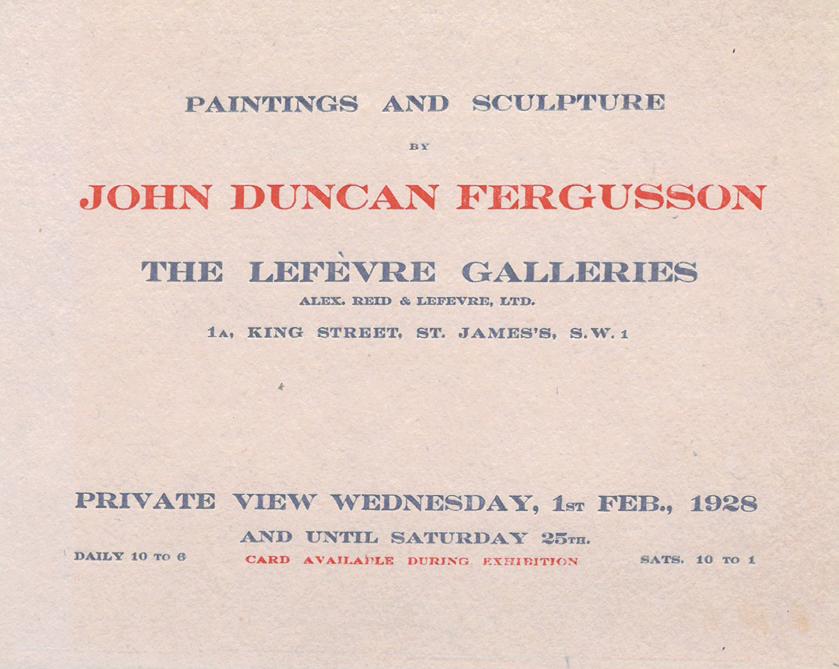 PAINTINGS AND SCULPTURE
BY
JOHN DUNCAN FERGUSSON
THE LEFÈVRE GALLERIES
ALEX. REID & LEFEVRE, LTD.
1A, KING STREET, ST. JAMES'S, S.W. 1
PRIVATE VIEW WEDNESDAY, 1ST FEB., 1928
AND UNTIL SATURDAY 25TH.
DAILY 10 TO 6 CARD AVAILABLE DURING EXHIBITION SATS. 10 TO 1